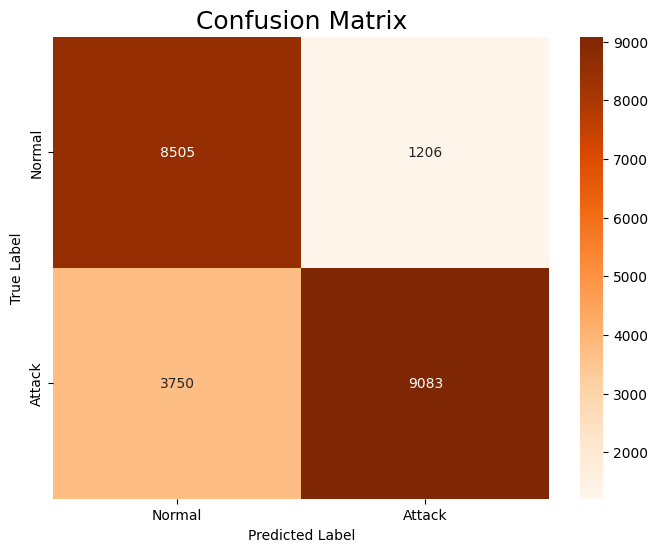 Confusion Matrix
Normal
8505
1206
Attack
3750
9083
True Label
Normal
Attack
Predicted Label
9000
8000
7000
6000
5000
4000
3000
2000